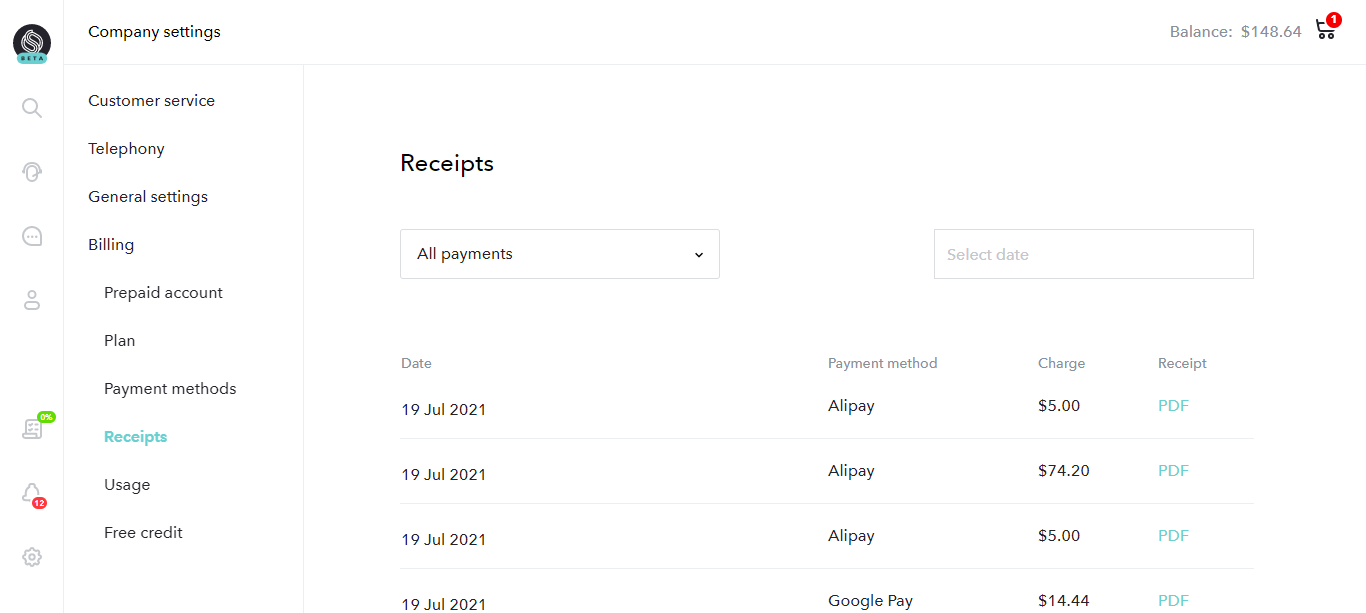 Company settings
Balance: $148.64
1
BETA
Customer service
Telephony
General settings
Billing
Prepaid account
Plan
Payment methods
Receipts
Usage
Free credit
0%
12
Receipts
All payments
Select date
Date Payment method Charge Receipt
19 Jul 2021 Alipay $5.00 PDF
19 Jul 2021 Alipay $74.20 PDF
19 Jul 2021 Alipay $5.00 PDF
19 Jul 2021 Google Pay $14.44 PDF